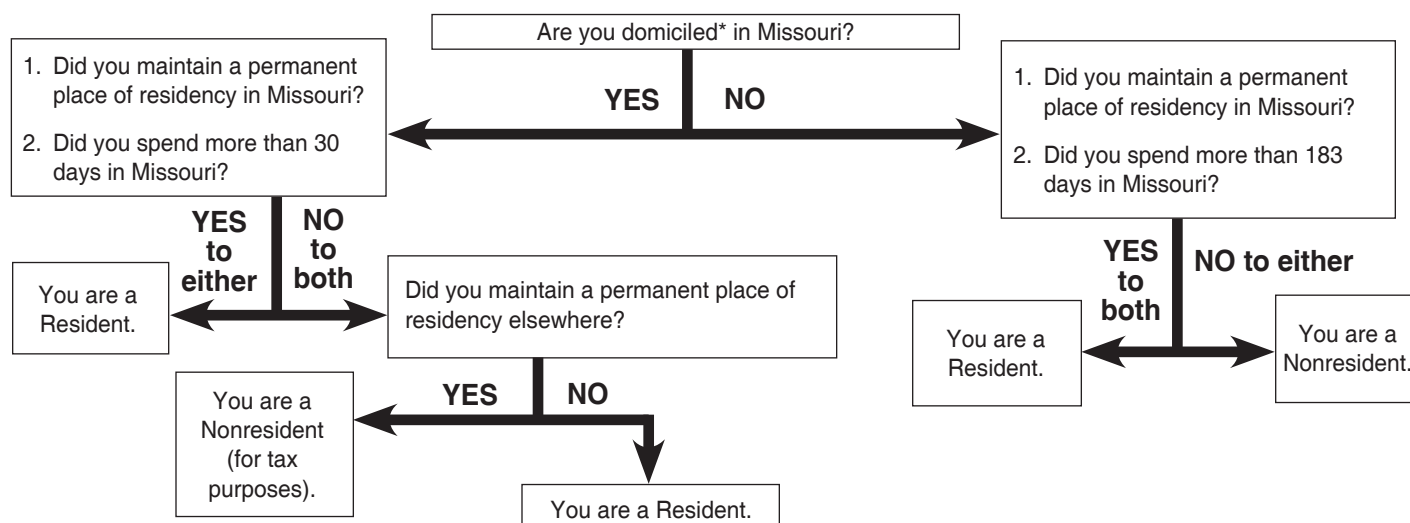 Are you domiciled* in Missouri?
YES
NO
1. Did you maintain a permanent
place of residency in Missouri?
2. Did you spend more than 30
days in Missouri?
YES
to
either
NO
to
both
You are a
Resident.
Did you maintain a permanent place of
residency elsewhere?
YES
NO
You are a
Nonresident
(for tax
purposes).
You are a Resident.
1. Did you maintain a permanent
place of residency in Missouri?
2. Did you spend more than 183
days in Missouri?
YES
to
both
NO to either
You are a
Resident.
You are a
Nonresident.